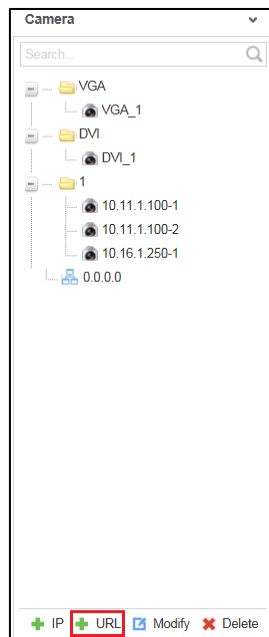 Camera
Search...
VGA
VGA_1
DVI
DVI_1
1
10.11.1.100-1
10.11.1.100-2
10.16.1.250-1
0.0.0.0
IP URL Modify Delete